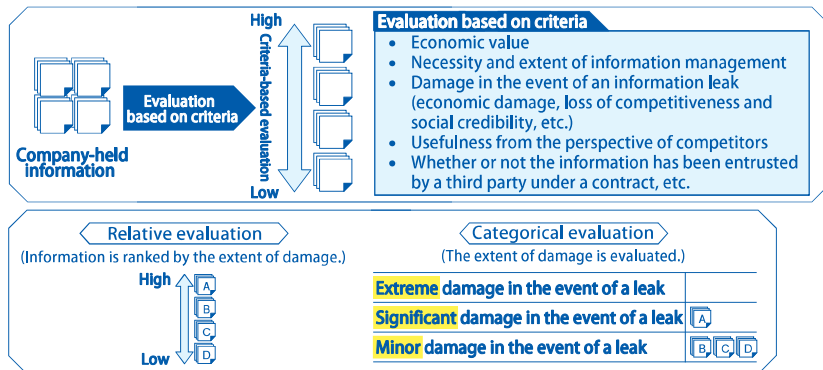 Company-held
information
Evaluation
based on criteria
High
Criteria-based evaluation
Low
Evaluation based on criteria
• Economic value
• Necessity and extent of information management
• Damage in the event of an information leak
(economic damage, loss of competitiveness and
social credibility, etc.)
• Usefulness from the perspective of competitors
• Whether or not the information has been entrusted
by a third party under a contract, etc.
Relative evaluation
(Information is ranked by the extent of damage.)
High
A
B
C
D
Low
Categorical evaluation
(The extent of damage is evaluated.)
Extreme damage in the event of a leak
Significant damage in the event of a leak A
Minor damage in the event of a leak B C D